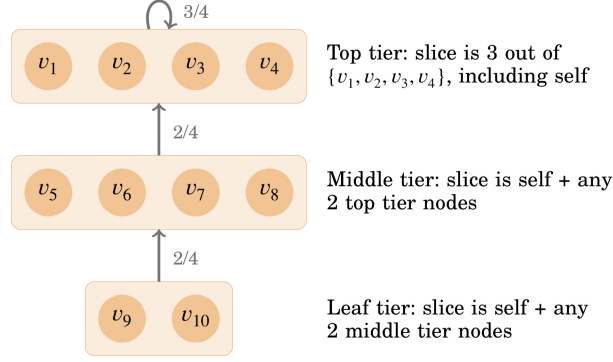 3/4
v1 v2 v3 v4
Top tier: slice is 3 out of
{v1, v2, v3, v4}, including self
2/4
v5 v6 v7 v8
Middle tier: slice is self + any
2 top tier nodes
2/4
v9 v10
Leaf tier: slice is self + any
2 middle tier nodes